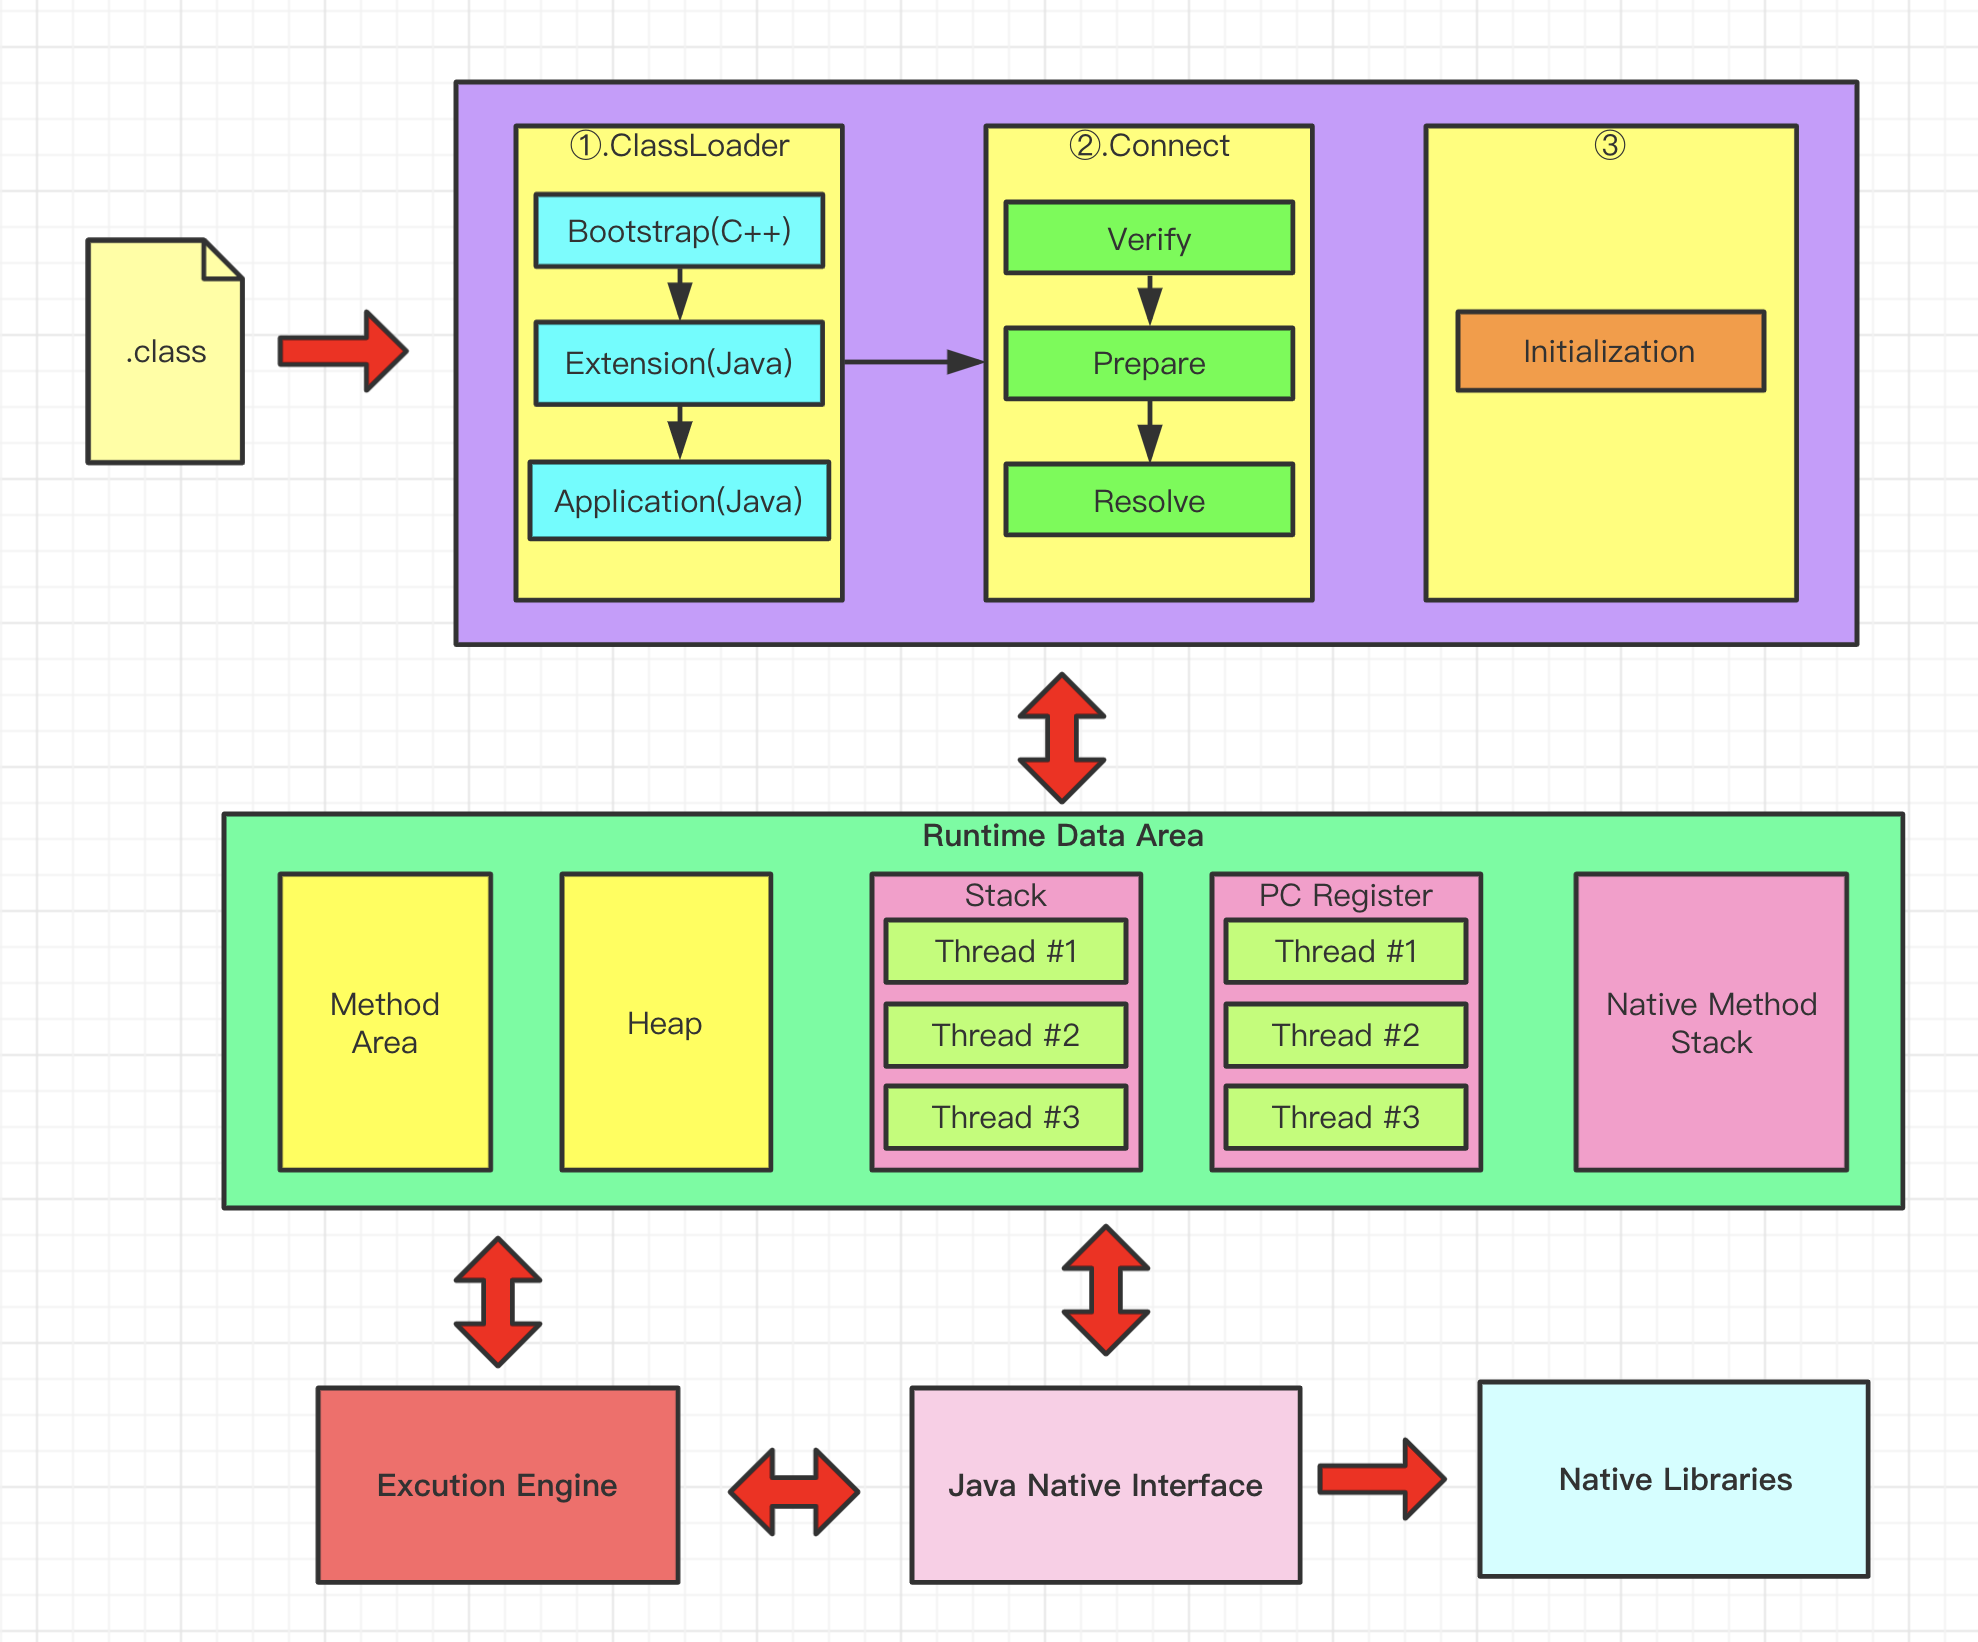 .class
①.ClassLoader
Bootstrap(C++)
Extension(Java)
Application(Java)
②.Connect
Verify
Prepare
Resolve
③
Initialization
Runtime Data Area
Method
Area
Heap
Stack
Thread #1
Thread #2
Thread #3
PC Register
Thread #1
Thread #2
Thread #3
Native Method
Stack
Excution Engine
Java Native Interface
Native Libraries